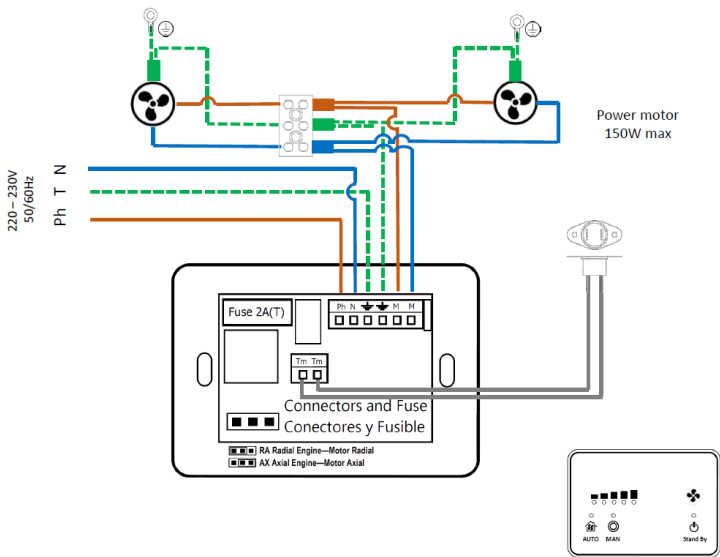 Power motor
150W max
220 – 230V
50/60Hz
N
T
Ph
Fuse 2A(T)
Ph N M M
Tm Tm
Connectors and Fuse
Conectores y Fusible
RA Radial Engine—Motor Radial
AX Axial Engine—Motor Axial
AUTO MAN Stand By